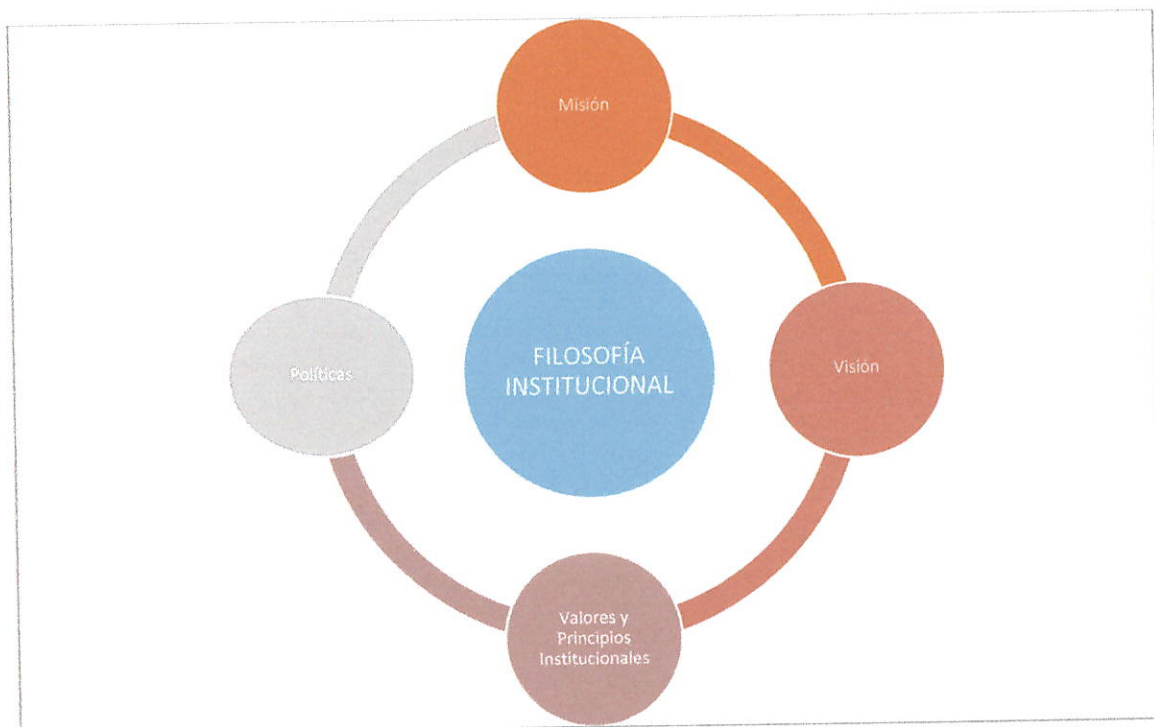 Misión
Políticas
FILOSOFÍA
INSTITUCIONAL
Visión
Valores y
Principios
Institucionales